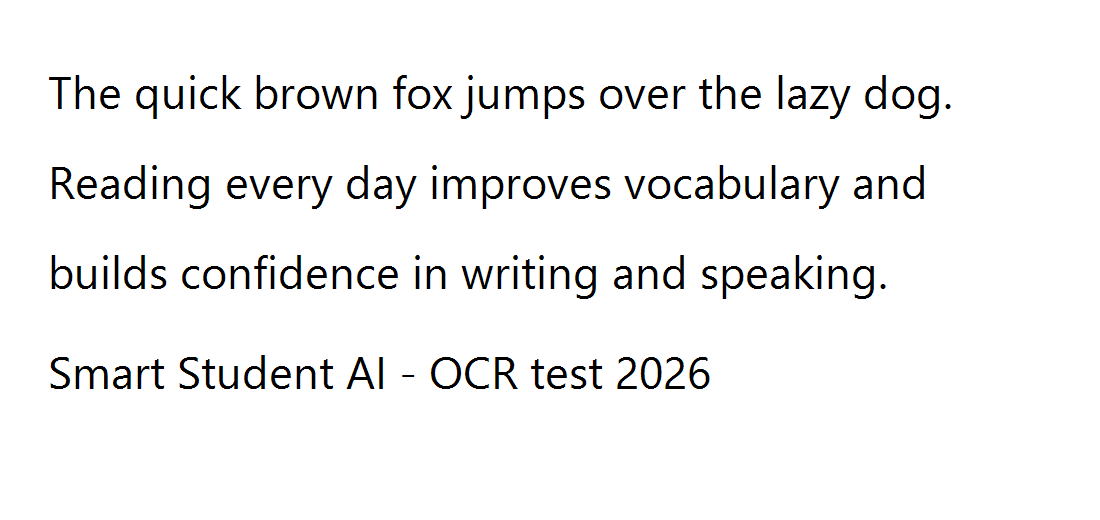 The quick brown fox jumps over the lazy dog.
Reading every day improves vocabulary and
builds confidence in writing and speaking.
Smart Student AI - OCR test 2026